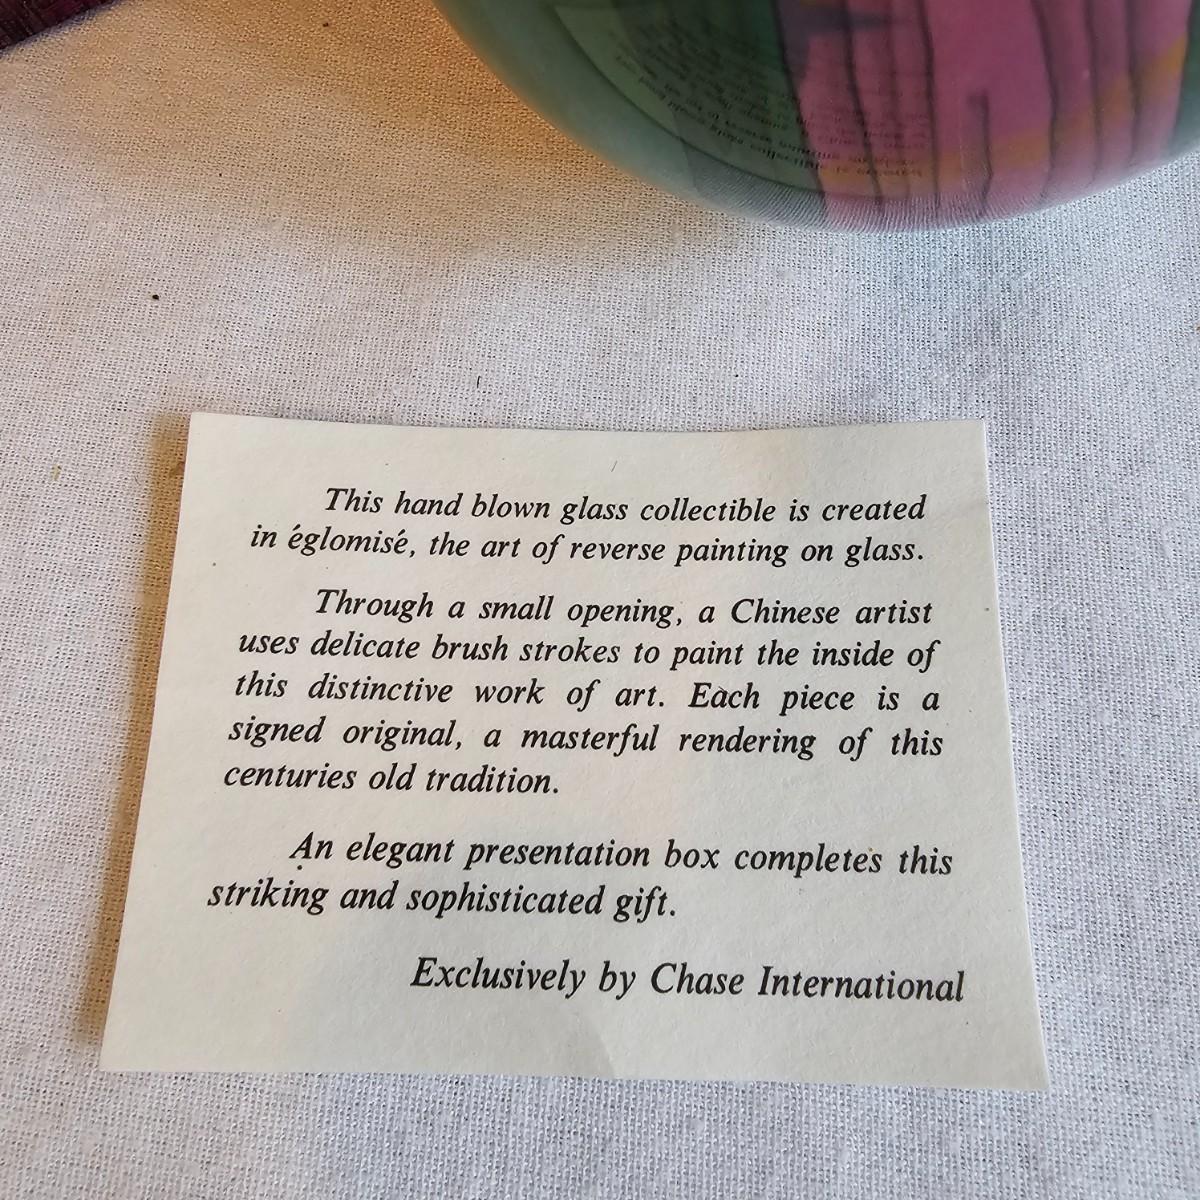 This hand blown glass collectible is created
in églomisé, the art of reverse painting on glass.
Through a small opening, a Chinese artist
uses delicate brush strokes to paint the inside of
this distinctive work of art. Each piece is a
signed original, a masterful rendering of this
centuries old tradition.
An elegant presentation box completes this
striking and sophisticated gift.
Exclusively by Chase International